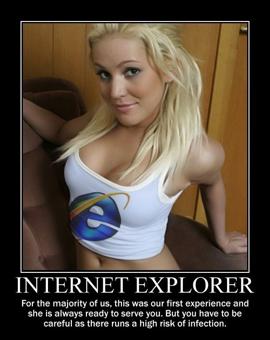 e
INTERNET EXPLORER
For the majority of us, this was our first experience and
she is always ready to serve you. But you have to be
careful as there runs a high risk of infection.